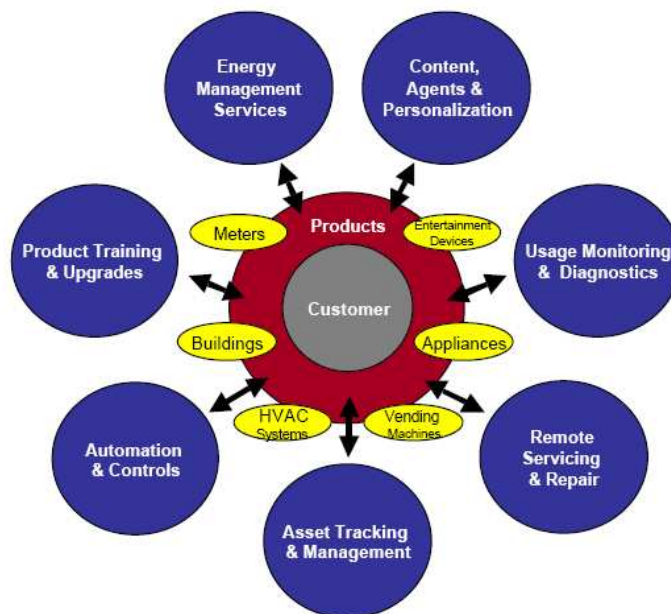 Energy
Management
Services
Content,
Agents &
Personalization
Product Training
& Upgrades
Meters
Products
Entertainment
Devices
Usage Monitoring
& Diagnostics
Customer
Buildings
Appliances
HVAC
Systems
Vending
Machines
Automation
& Controls
Remote
Servicing
& Repair
Asset Tracking
& Management